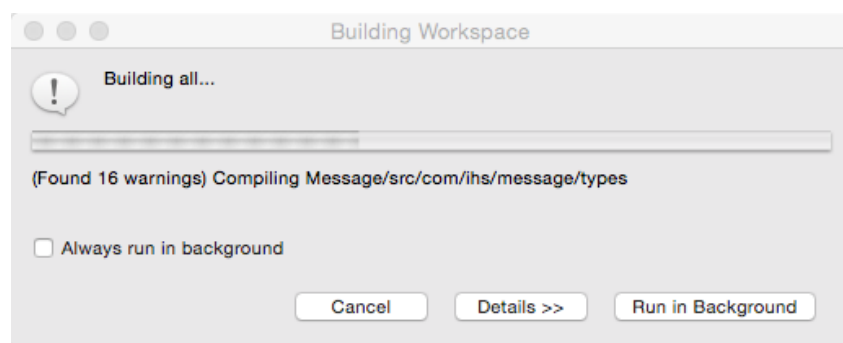 Building Workspace
Building all...
(Found 16 warnings) Compiling Message/src/com/ihs/message/types
Always run in background
Cancel
Details >>
Run in Background